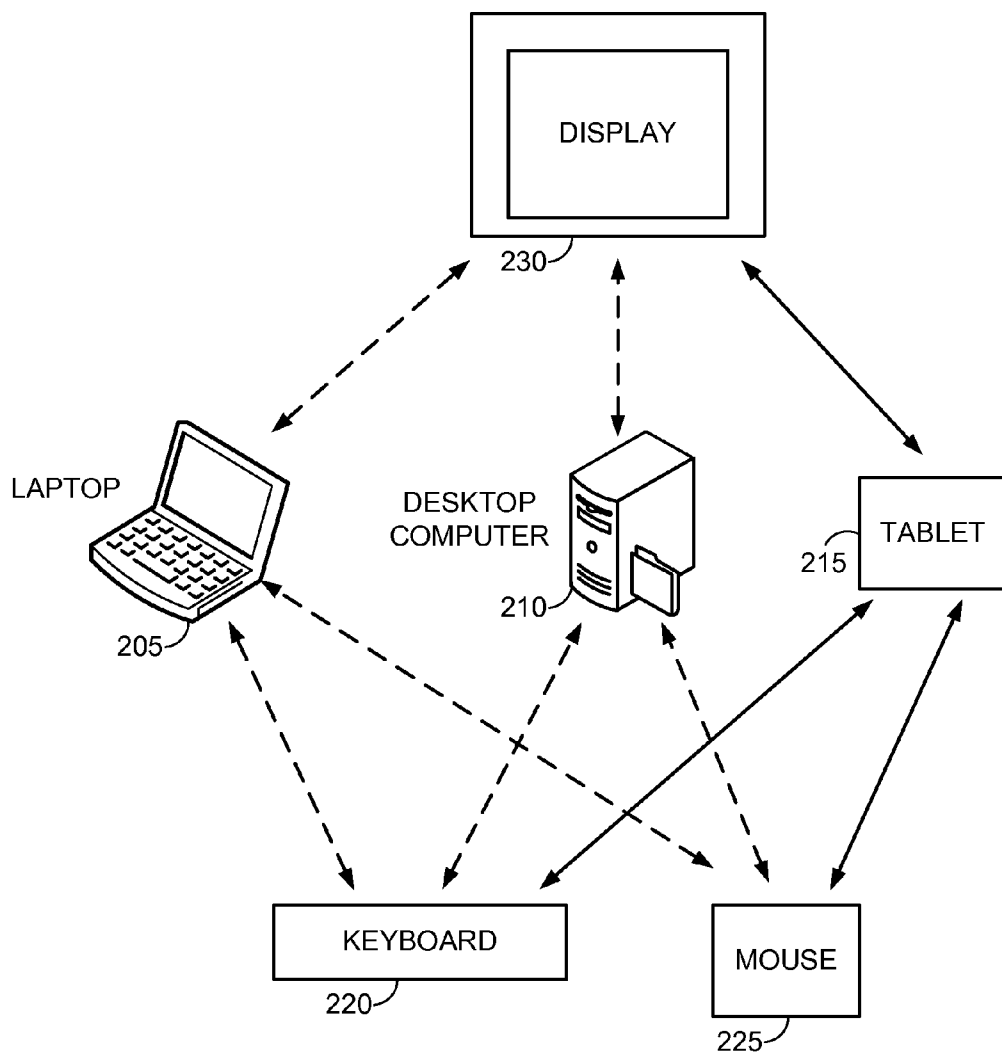 DISPLAY
230
LAPTOP
DESKTOP
COMPUTER
TABLET
215
210
205
KEYBOARD
MOUSE
220
225